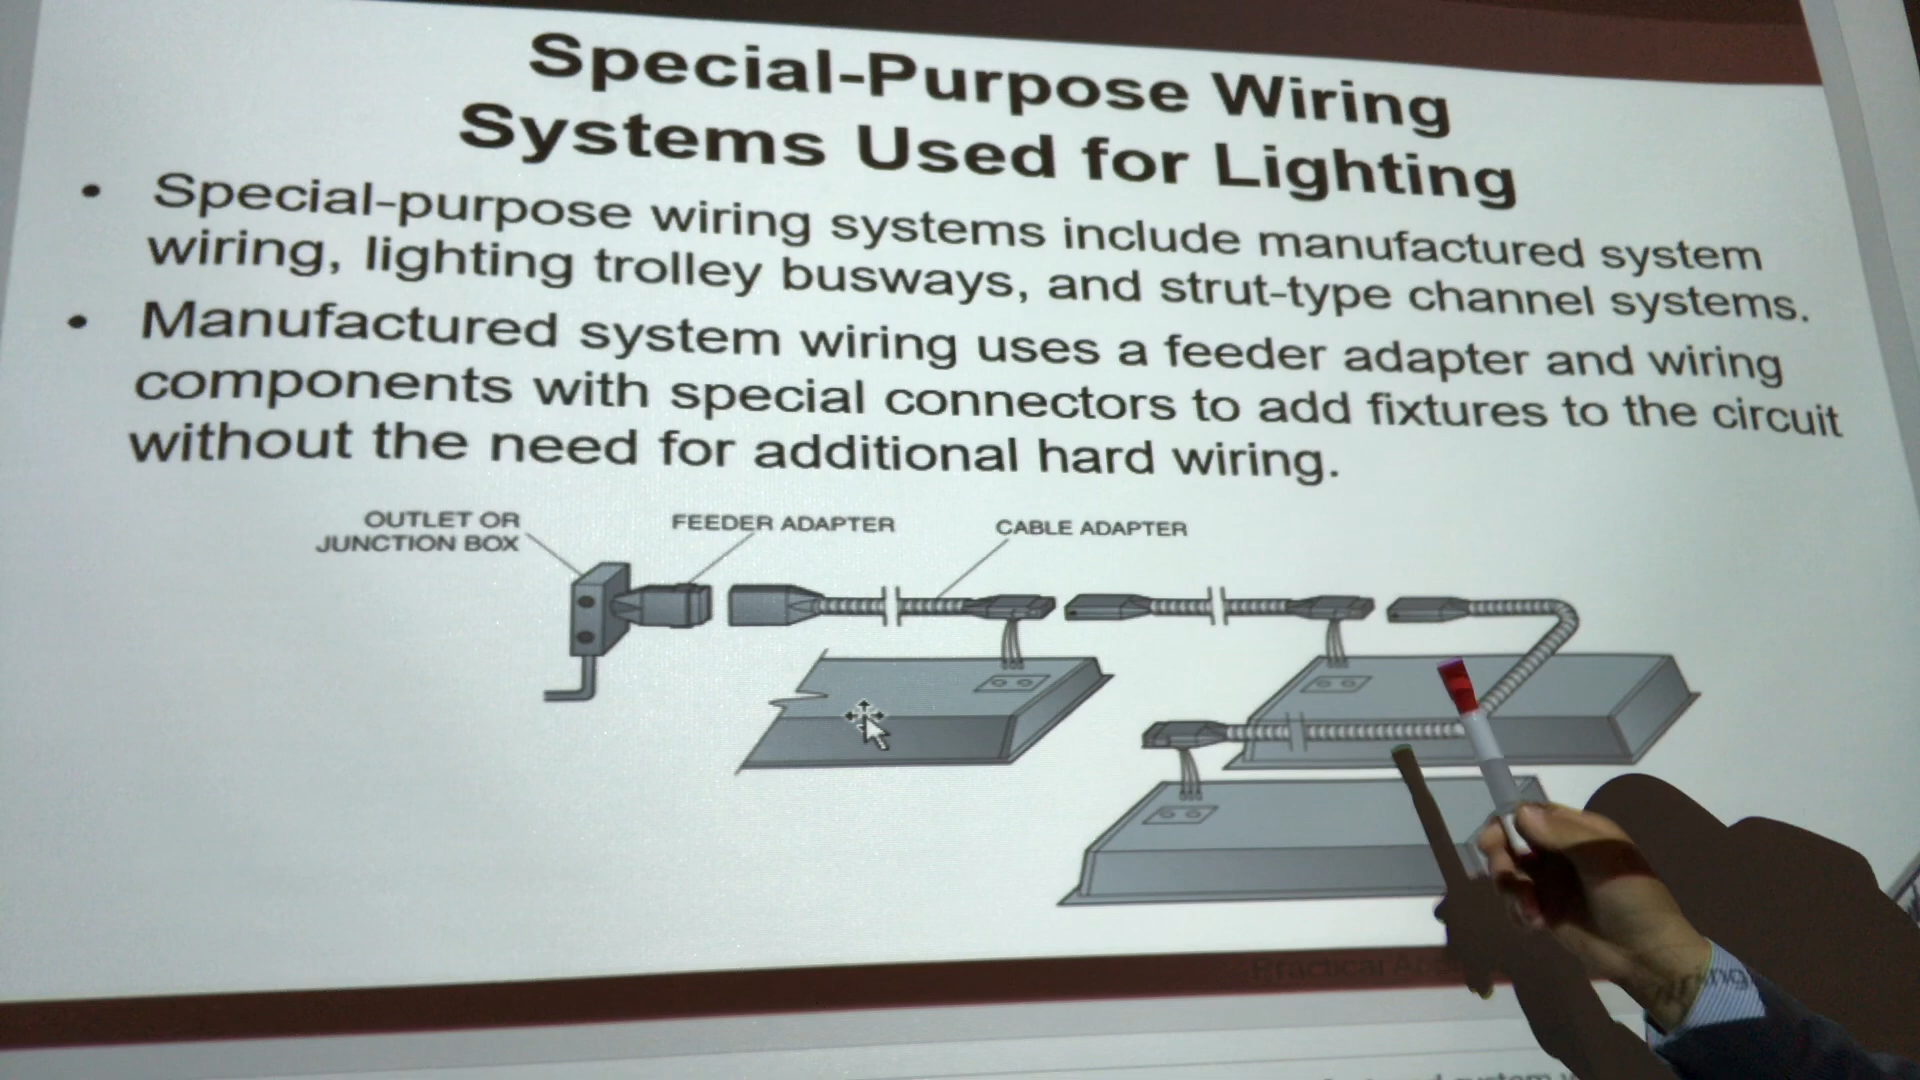 Special-Purpose Wiring
Systems Used for Lighting
• Special-purpose wiring systems include manufactured system
wiring, lighting trolley busways, and strut-type channel systems.
• Manufactured system wiring uses a feeder adapter and wiring
components with special connectors to add fixtures to the circuit
without the need for additional hard wiring.
OUTLET OR
JUNCTION BOX
FEEDER ADAPTER
CABLE ADAPTER
Practical